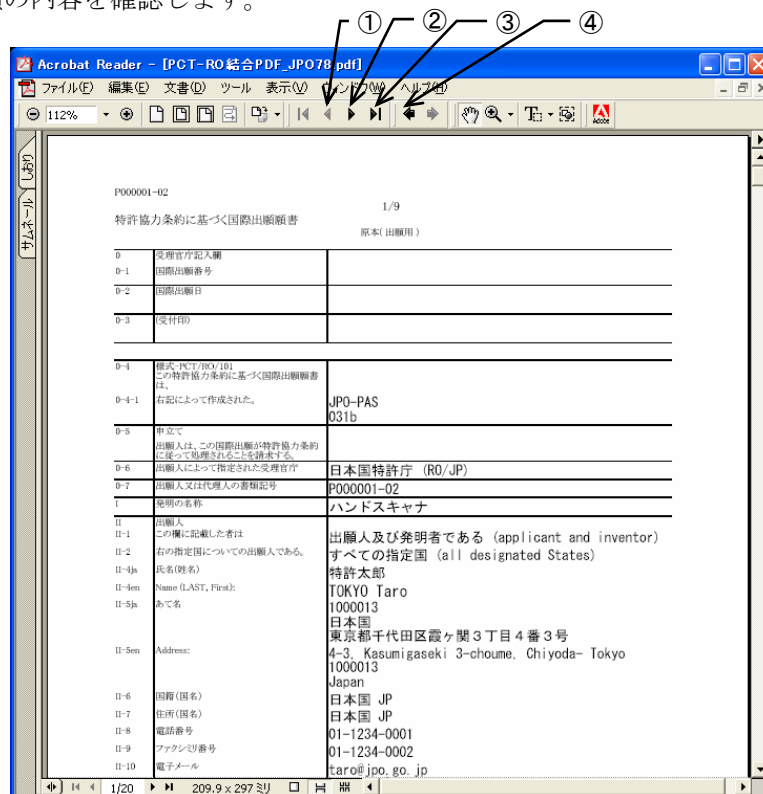 の内容を確認します。
① ② ③ ④
Acrobat Reader - [PCT-RO結合PDF_JPO78.pdf]
ファイル(F) 編集(E) 文書(D) ツール 表示(V) ウィンドウ(W) ヘルプ(H)
112%
Adobe
しおり
サムネール
P000001-02
1/9
特許協力条約に基づく国際出願願書
原本(出願用)
0 受理官庁記入欄
0-1 国際出願番号
0-2 国際出願日
0-3 (受付印)
0-4 様式-PCT/RO/101
この特許協力条約に基づく国際出願願書
は、
0-4-1 右記によって作成された。 JPO-PAS
031b
0-5 申立て
出願人は、この国際出願が特許協力条約
に従って処理されることを請求する。
0-6 出願人によって指定された受理官庁 日本国特許庁 (RO/JP)
0-7 出願人又は代理人の書類記号 P000001-02
I 発明の名称 ハンドスキャナ
II 出願人
II-1 この欄に記載した者は 出願人及び発明者である (applicant and inventor)
II-2 右の指定国についての出願人である。 すべての指定国 (all designated States)
II-4ja 氏名(姓名) 特許太郎
II-4en Name (LAST, First): TOKYO Taro
II-5ja あて名 1000013
日本国
東京都千代田区霞ヶ関3丁目4番3号
II-5en Address: 4-3, Kasumigaseki 3-choume, Chiyoda- Tokyo
1000013
Japan
II-6 国籍(国名) 日本国 JP
II-7 住所(国名) 日本国 JP
II-8 電話番号 01-1234-0001
II-9 ファクシミリ番号 01-1234-0002
II-10 電子メール taro@jpo.go.jp
1/20 209.9 x 297 ミリ